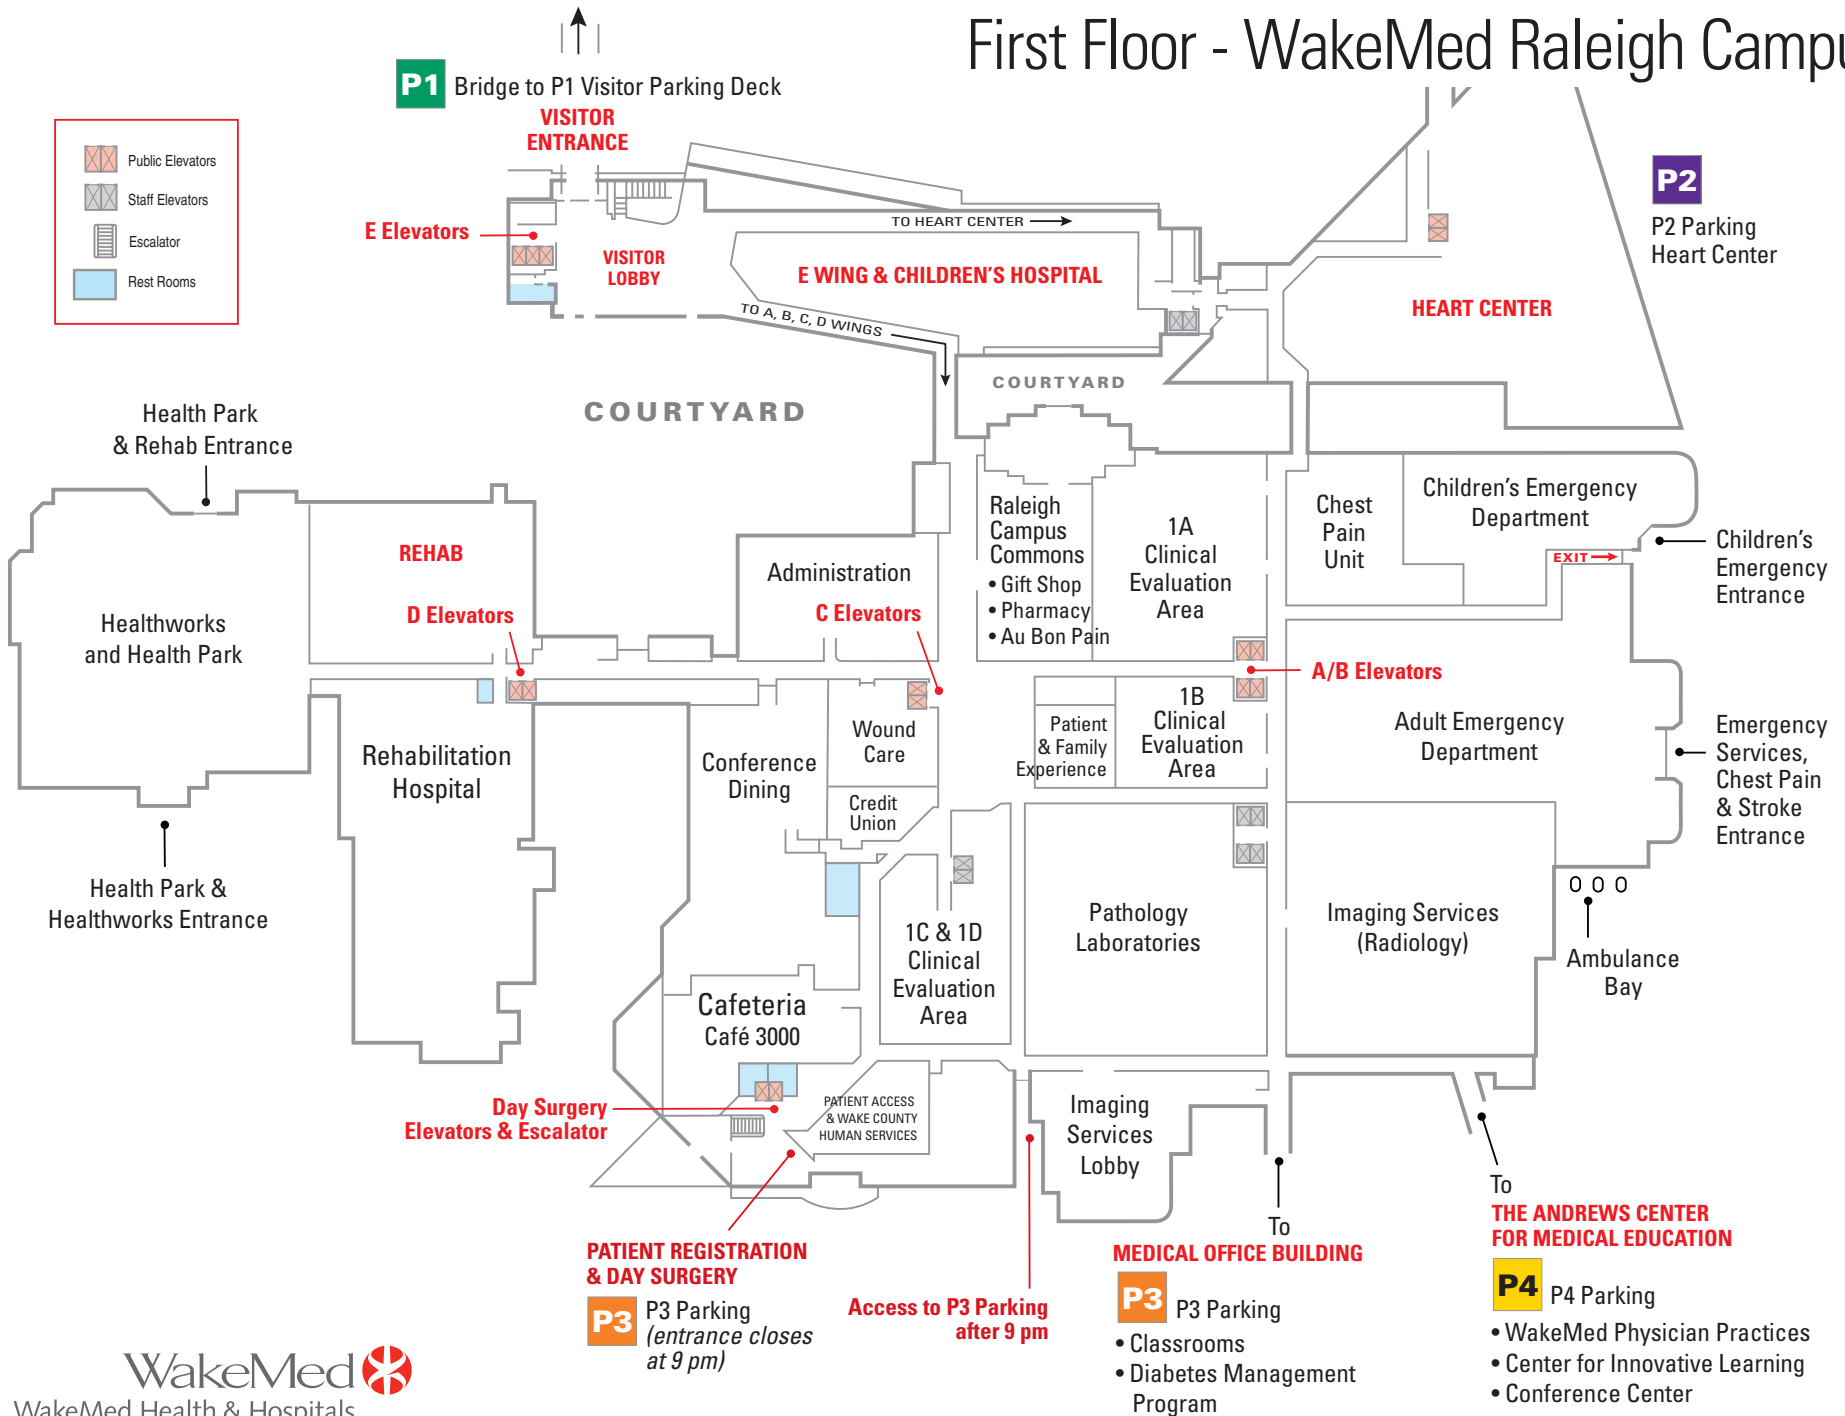 First Floor - WakeMed Raleigh Campu
P1 Bridge to P1 Visitor Parking Deck
VISITOR
ENTRANCE
Public Elevators
Staff Elevators
Escalator
Rest Rooms
E Elevators
VISITOR
LOBBY
TO HEART CENTER
E WING & CHILDREN'S HOSPITAL
TO A, B, C, D WINGS
P2
P2 Parking
Heart Center
HEART CENTER
COURTYARD
COURTYARD
Health Park
& Rehab Entrance
REHAB
D Elevators
Healthworks
and Health Park
Administration
C Elevators
Raleigh
Campus
Commons
• Gift Shop
• Pharmacy
• Au Bon Pain
1A
Clinical
Evaluation
Area
Chest
Pain
Unit
Children's Emergency
Department
EXIT
Children's
Emergency
Entrance
A/B Elevators
Rehabilitation
Hospital
Conference
Dining
Wound
Care
Credit
Union
Patient
& Family
Experience
1B
Clinical
Evaluation
Area
Adult Emergency
Department
Emergency
Services,
Chest Pain
& Stroke
Entrance
Health Park &
Healthworks Entrance
1C & 1D
Clinical
Evaluation
Area
Pathology
Laboratories
Imaging Services
(Radiology)
Ambulance
Bay
Cafeteria
Café 3000
Day Surgery
Elevators & Escalator
PATIENT ACCESS
& WAKE COUNTY
HUMAN SERVICES
Imaging
Services
Lobby
PATIENT REGISTRATION
& DAY SURGERY
P3 P3 Parking
(entrance closes
at 9 pm)
Access to P3 Parking
after 9 pm
To
MEDICAL OFFICE BUILDING
P3 P3 Parking
• Classrooms
• Diabetes Management
Program
To
THE ANDREWS CENTER
FOR MEDICAL EDUCATION
P4 P4 Parking
• WakeMed Physician Practices
• Center for Innovative Learning
• Conference Center
WakeMed
WakeMed Health & Hospitals